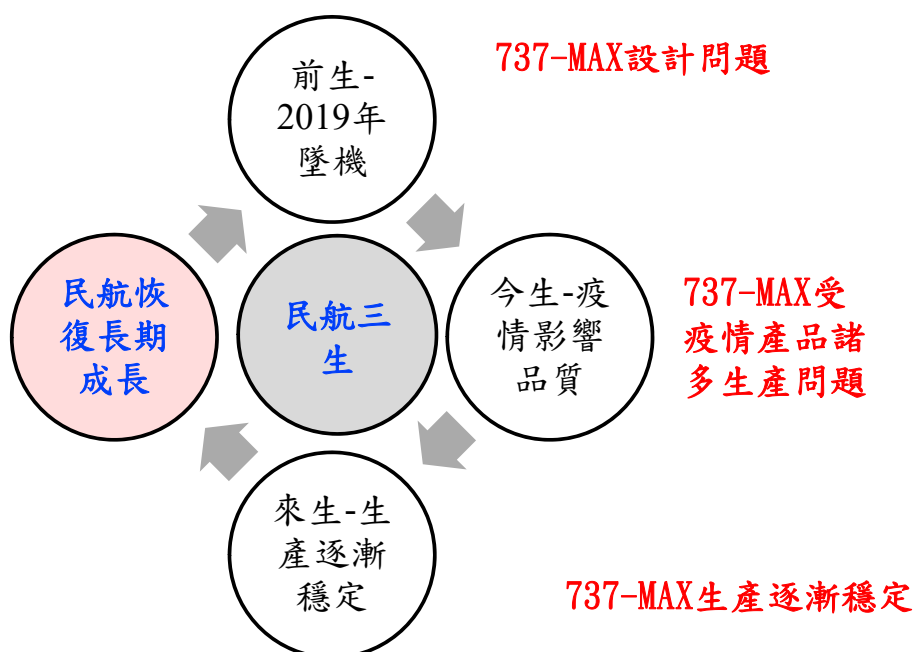 前生-
2019年
墜機
737-MAX設計問題
民航恢
復長期
成長
民航三
生
今生-疫
情影響
品質
737-MAX受
疫情產品諸
多生產問題
來生-生
產逐漸
穩定
737-MAX生產逐漸穩定